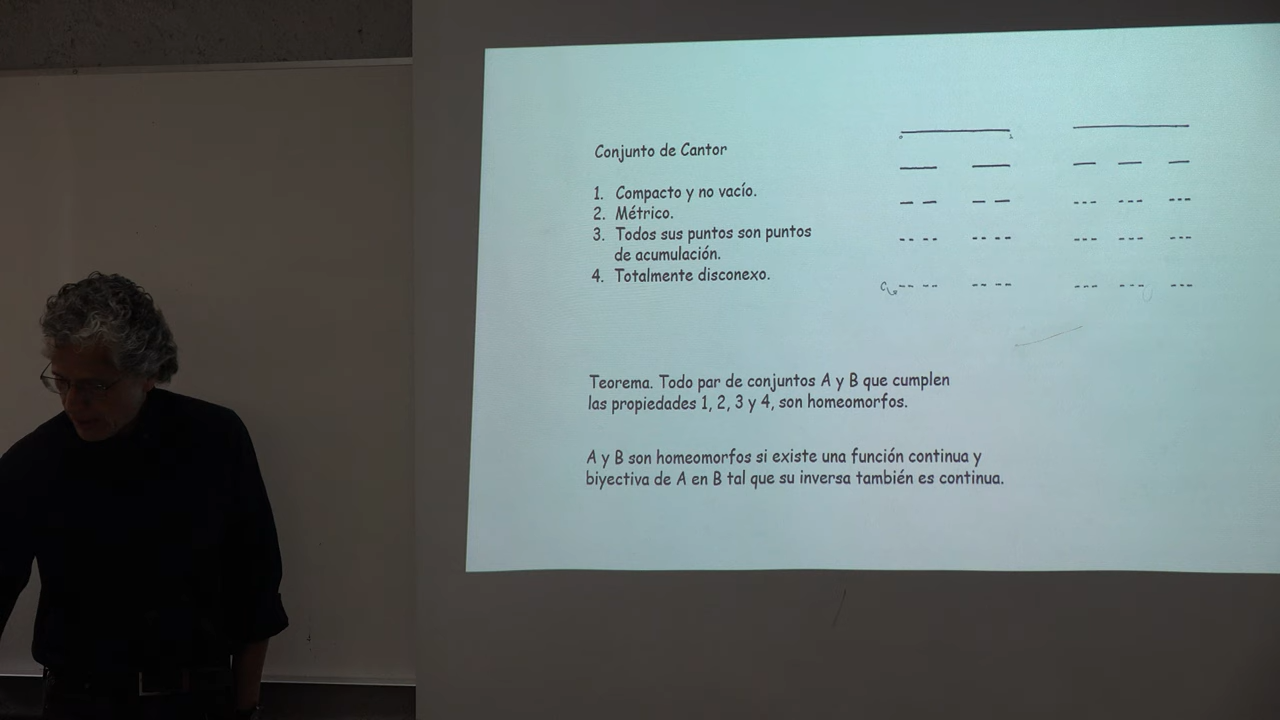 Conjunto de Cantor
1. Compacto y no vacío.
2. Métrico.
3. Todos sus puntos son puntos
de acumulación.
4. Totalmente disconexo.
Teorema. Todo par de conjuntos A y B que cumplen
las propiedades 1, 2, 3 y 4, son homeomorfos.
A y B son homeomorfos si existe una función continua y
biyectiva de A en B tal que su inversa también es continua.